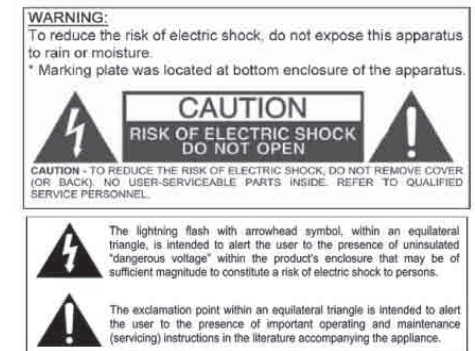 WARNING:
To reduce the risk of electric shock, do not expose this apparatus
to rain or moisture.
* Marking plate was located at bottom enclosure of the apparatus.
CAUTION
RISK OF ELECTRIC SHOCK
DO NOT OPEN
CAUTION - TO REDUCE THE RISK OF ELECTRIC SHOCK, DO NOT REMOVE COVER
(OR BACK). NO USER-SERVICEABLE PARTS INSIDE. REFER TO QUALIFIED
SERVICE PERSONNEL.
The lightning flash with arrowhead symbol, within an equilateral
triangle, is intended to alert the user to the presence of uninsulated
"dangerous voltage" within the product's enclosure that may be of
sufficient magnitude to constitute a risk of electric shock to persons.
The exclamation point within an equilateral triangle is intended to alert
the user to the presence of important operating and maintenance
(servicing) instructions in the literature accompanying the appliance.